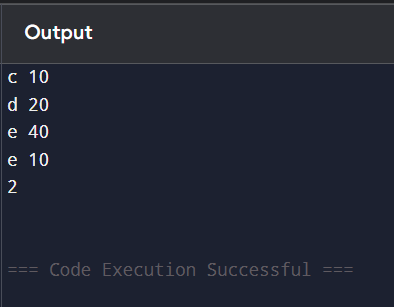 Output
c 10
d 20
e 40
e 10
2
=== Code Execution Successful ===